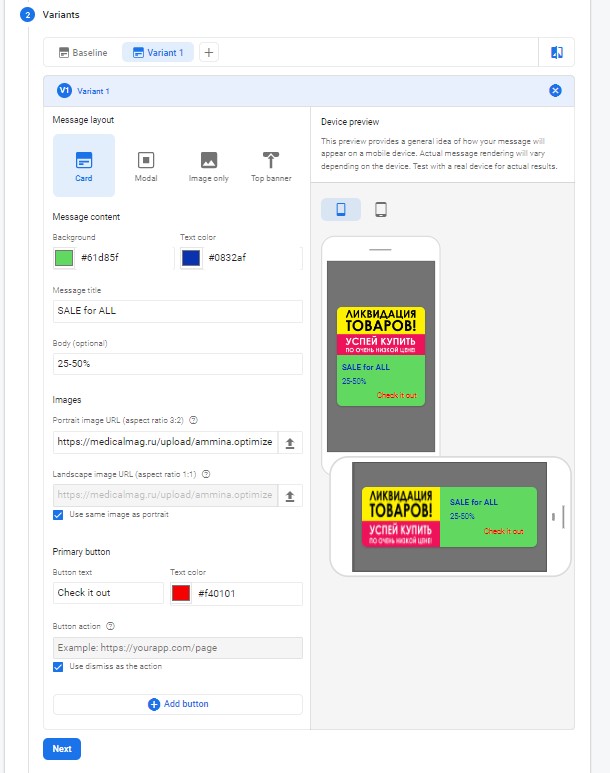 2 Variants
Baseline
Variant 1
V1 Variant 1
Message layout
Card
Modal
Image only
Top banner
Message content
Background
Text color
#61d85f
#0832af
Message title
SALE for ALL
Body (optional)
25-50%
Images
Portrait image URL (aspect ratio 3:2)
https://medicalmag.ru/upload/ammina.optimize
Landscape image URL (aspect ratio 1:1)
https://medicalmag.ru/upload/ammina.optimize
Use same image as portrait
Primary button
Button text
Text color
Check it out
#f40101
Button action
Example: https://yourapp.com/page
Use dismiss as the action
Add button
Next
Device preview
This preview provides a general idea of how your message will
appear on a mobile device. Actual message rendering will vary
depending on the device. Test with a real device for actual results.
ЛИКВИДАЦИЯ
ТОВАРОВ!
УСПЕЙ КУПИТЬ
ПО ОЧЕНЬ НИЗКОЙ ЦЕНЕ!
SALE for ALL
25-50%
Check it out
ЛИКВИДАЦИЯ
ТОВАРОВ!
УСПЕЙ КУПИТЬ
ПО ОЧЕНЬ НИЗКОЙ ЦЕНЕ!
SALE for ALL
25-50%
Check it out